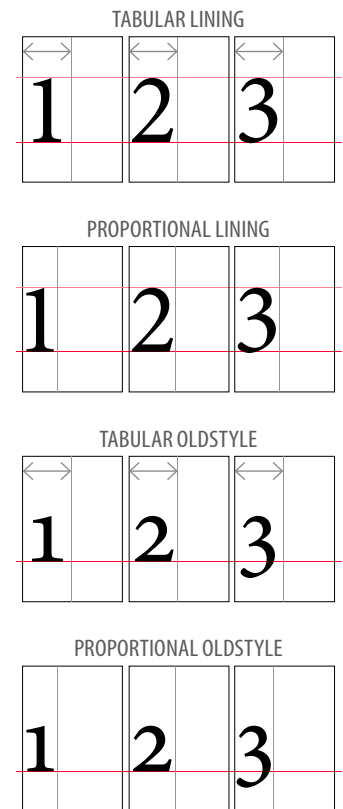 TABULAR LINING
1 2 3
PROPORTIONAL LINING
1 2 3
TABULAR OLDSTYLE
1 2 3
PROPORTIONAL OLDSTYLE
1 2 3